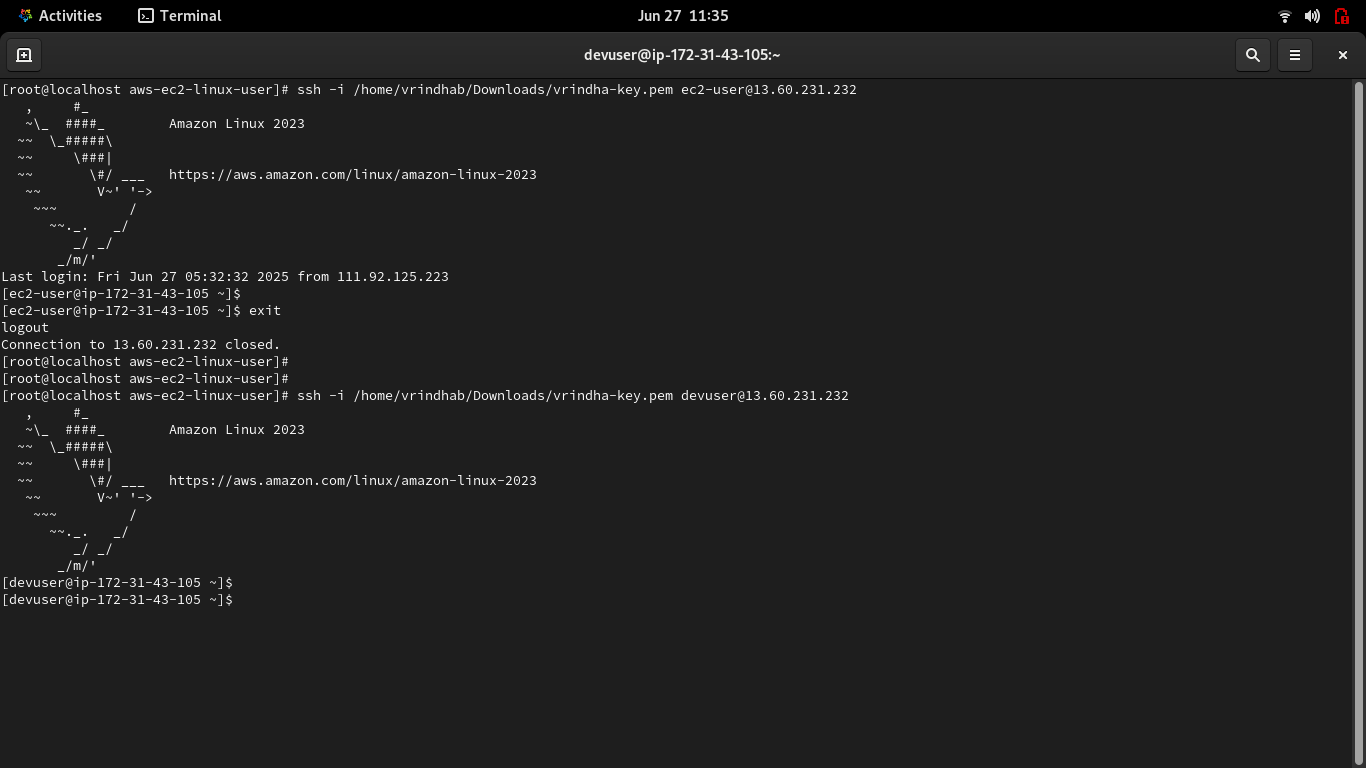 Activities Terminal Jun 27 11:35
devuser@ip-172-31-43-105:~
[root@localhost aws-ec2-linux-user]# ssh -i /home/vrindhab/Downloads/vrindha-key.pem ec2-user@13.60.231.232
   ,     #_
   ~\_  ####_        Amazon Linux 2023
  ~~  \_#####\
  ~~     \###|
  ~~       \#/ ___   https://aws.amazon.com/linux/amazon-linux-2023
   ~~       V~' '->
    ~~~         /
      ~~._.   _/
         _/ _/
       _/m/'
Last login: Fri Jun 27 05:32:32 2025 from 111.92.125.223
[ec2-user@ip-172-31-43-105 ~]$
[ec2-user@ip-172-31-43-105 ~]$ exit
logout
Connection to 13.60.231.232 closed.
[root@localhost aws-ec2-linux-user]#
[root@localhost aws-ec2-linux-user]#
[root@localhost aws-ec2-linux-user]# ssh -i /home/vrindhab/Downloads/vrindha-key.pem devuser@13.60.231.232
   ,     #_
   ~\_  ####_        Amazon Linux 2023
  ~~  \_#####\
  ~~     \###|
  ~~       \#/ ___   https://aws.amazon.com/linux/amazon-linux-2023
   ~~       V~' '->
    ~~~         /
      ~~._.   _/
         _/ _/
       _/m/'
[devuser@ip-172-31-43-105 ~]$
[devuser@ip-172-31-43-105 ~]$